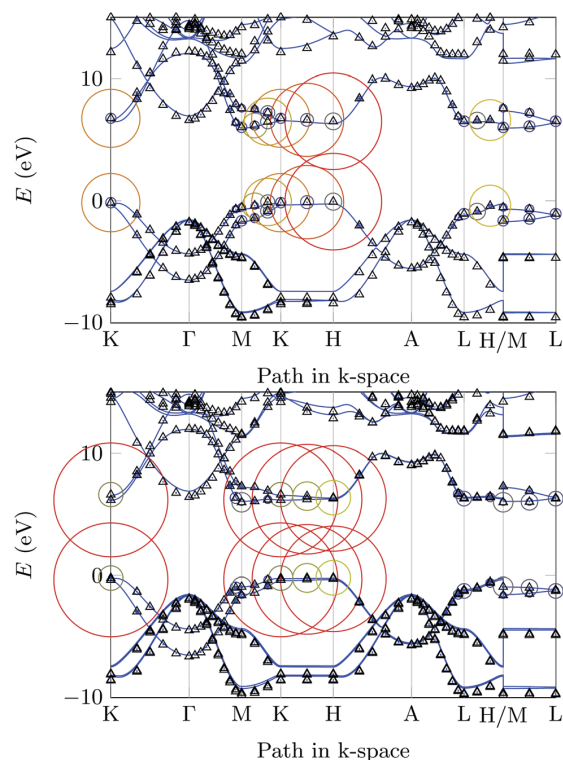 10
E (eV)
0
−10
K Γ M K H A L H/M L
Path in k-space
10
E (eV)
0
−10
K Γ M K H A L H/M L
Path in k-space